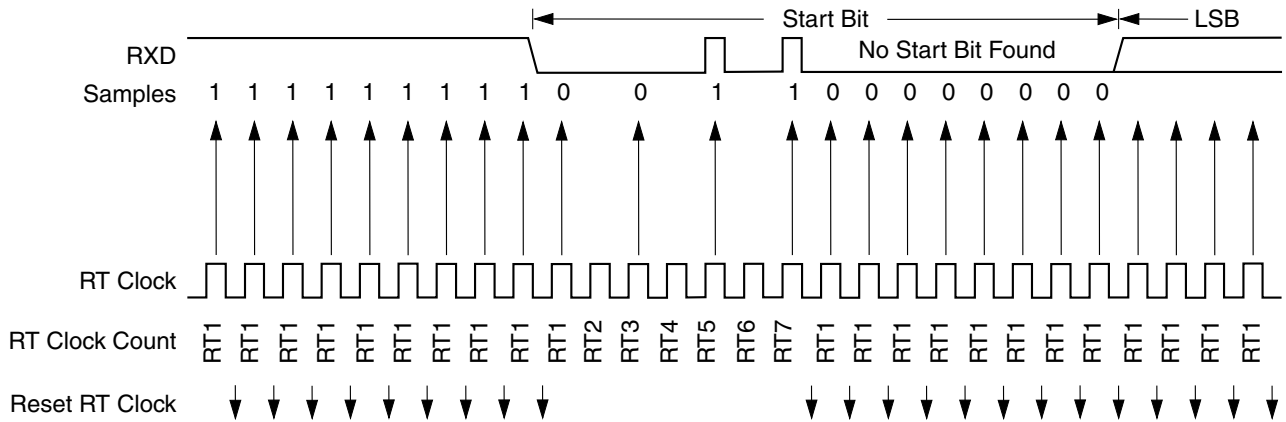 Start Bit LSB
RXD No Start Bit Found
Samples 1 1 1 1 1 1 1 1 1 0 0 1 1 0 0 0 0 0 0 0 0
RT Clock
RT Clock Count RT1 RT1 RT1 RT1 RT1 RT1 RT1 RT1 RT1 RT1 RT2 RT3 RT4 RT5 RT6 RT7 RT1 RT1 RT1 RT1 RT1 RT1 RT1 RT1 RT1 RT1 RT1 RT1
Reset RT Clock